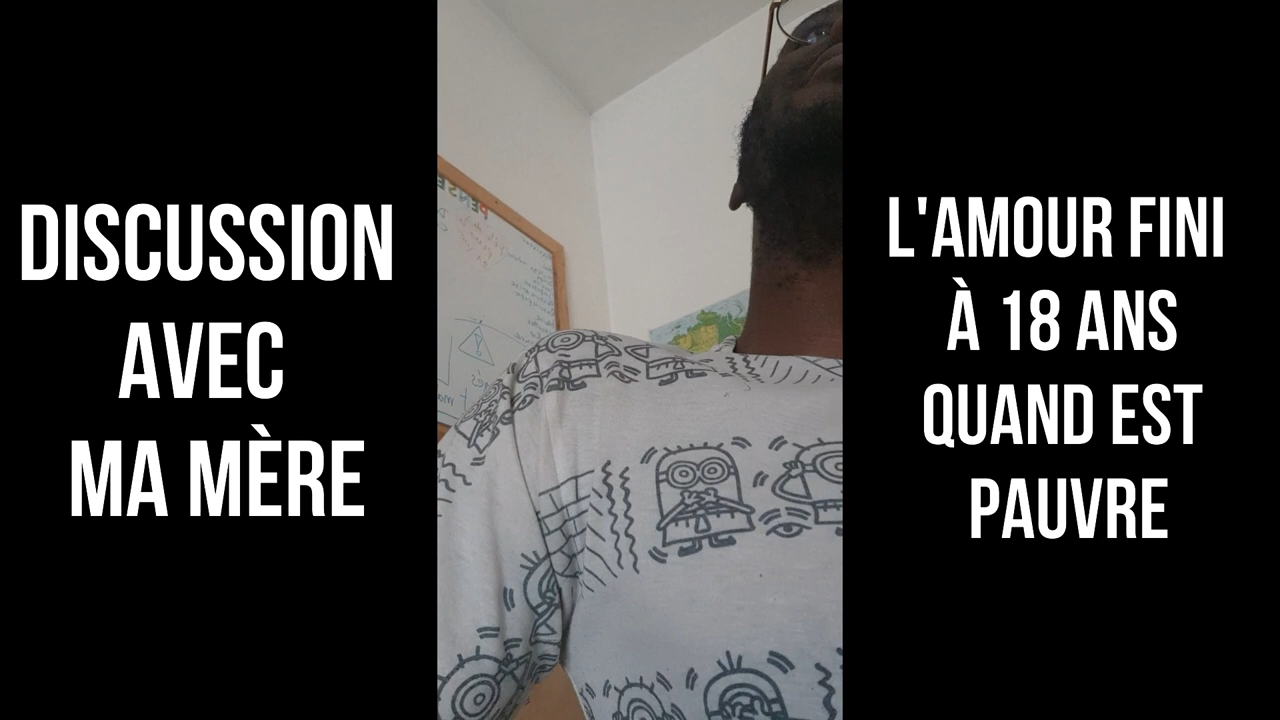 DISCUSSION
AVEC
MA MÈRE
L'AMOUR FINI
À 18 ANS
QUAND EST
PAUVRE